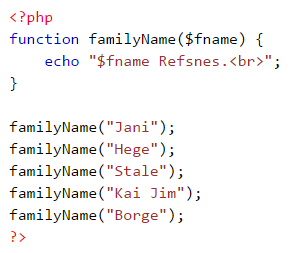 <?php
function familyName($fname) {
    echo "$fname Refsnes.<br>";
}

familyName("Jani");
familyName("Hege");
familyName("Stale");
familyName("Kai Jim");
familyName("Borge");
?>